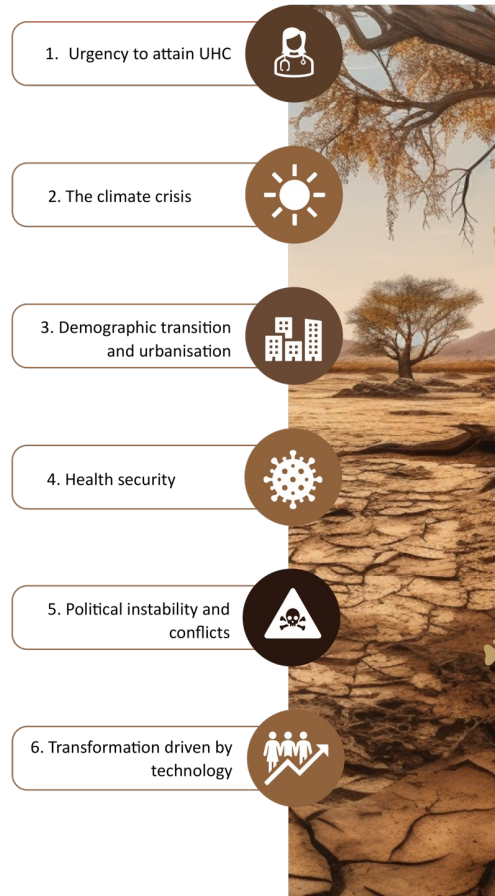 1. Urgency to attain UHC
2. The climate crisis
3. Demographic transition
and urbanisation
4. Health security
5. Political instability and
conflicts
6. Transformation driven by
technology